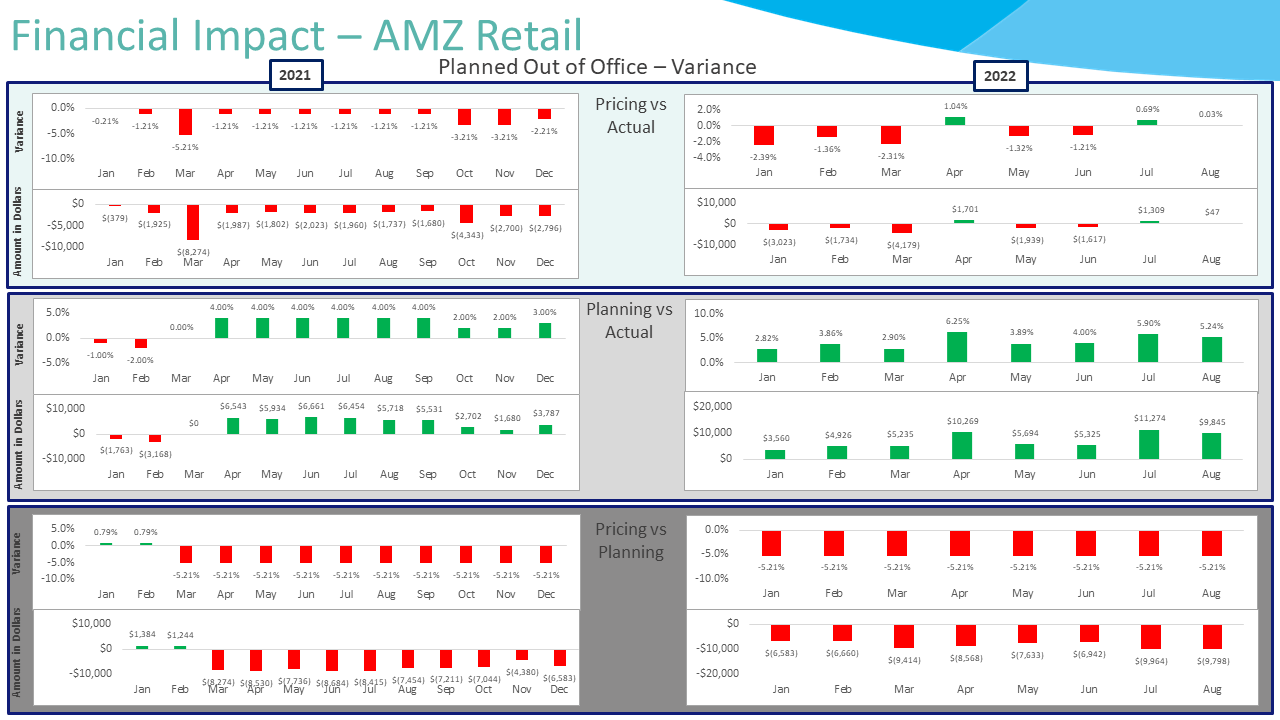 Financial Impact – AMZ Retail
Planned Out of Office – Variance
2021
2022
Pricing vs
Actual
Variance
0.0%
-5.0%
-10.0%
-0.21% -1.21% -5.21% -1.21% -1.21% -1.21% -1.21% -1.21% -1.21% -3.21% -3.21% -2.21%
Jan Feb Mar Apr May Jun Jul Aug Sep Oct Nov Dec
Amount in Dollars
$0
-$5,000
-$10,000
$(379) $(1,925) $(8,274) $(1,987) $(1,802) $(2,023) $(1,960) $(1,737) $(1,680) $(4,343) $(2,700) $(2,796)
Jan Feb Mar Apr May Jun Jul Aug Sep Oct Nov Dec
2.0%
0.0%
-2.0%
-4.0%
-2.39% -1.36% -2.31% 1.04% -1.32% -1.21% 0.69% 0.03%
Jan Feb Mar Apr May Jun Jul Aug
$10,000
$0
-$10,000
$(3,023) $(1,734) $(4,179) $1,701 $(1,939) $(1,617) $1,309 $47
Jan Feb Mar Apr May Jun Jul Aug
Planning vs
Actual
Variance
5.0%
0.0%
-5.0%
-1.00% -2.00% 0.00% 4.00% 4.00% 4.00% 4.00% 4.00% 4.00% 2.00% 2.00% 3.00%
Jan Feb Mar Apr May Jun Jul Aug Sep Oct Nov Dec
Amount in Dollars
$10,000
$0
-$10,000
$(1,763) $(3,168) $0 $6,543 $5,934 $6,661 $6,454 $5,718 $5,531 $2,702 $1,680 $3,787
Jan Feb Mar Apr May Jun Jul Aug Sep Oct Nov Dec
10.0%
5.0%
0.0%
2.82% 3.86% 2.90% 6.25% 3.89% 4.00% 5.90% 5.24%
Jan Feb Mar Apr May Jun Jul Aug
$20,000
$10,000
$0
$3,560 $4,926 $5,235 $10,269 $5,694 $5,325 $11,274 $9,845
Jan Feb Mar Apr May Jun Jul Aug
Pricing vs
Planning
Variance
5.0%
0.0%
-5.0%
-10.0%
0.79% 0.79% -5.21% -5.21% -5.21% -5.21% -5.21% -5.21% -5.21% -5.21% -5.21% -5.21%
Jan Feb Mar Apr May Jun Jul Aug Sep Oct Nov Dec
Amount in Dollars
$10,000
$0
-$10,000
$1,384 $1,244 $(8,274) $(8,530) $(7,736) $(8,684) $(8,415) $(7,454) $(7,211) $(7,044) $(4,380) $(6,583)
Jan Feb Mar Apr May Jun Jul Aug Sep Oct Nov Dec
0.0%
-5.0%
-10.0%
-5.21% -5.21% -5.21% -5.21% -5.21% -5.21% -5.21% -5.21%
Jan Feb Mar Apr May Jun Jul Aug
$0
-$10,000
-$20,000
$(6,583) $(6,660) $(9,414) $(8,568) $(7,633) $(6,942) $(9,964) $(9,798)
Jan Feb Mar Apr May Jun Jul Aug